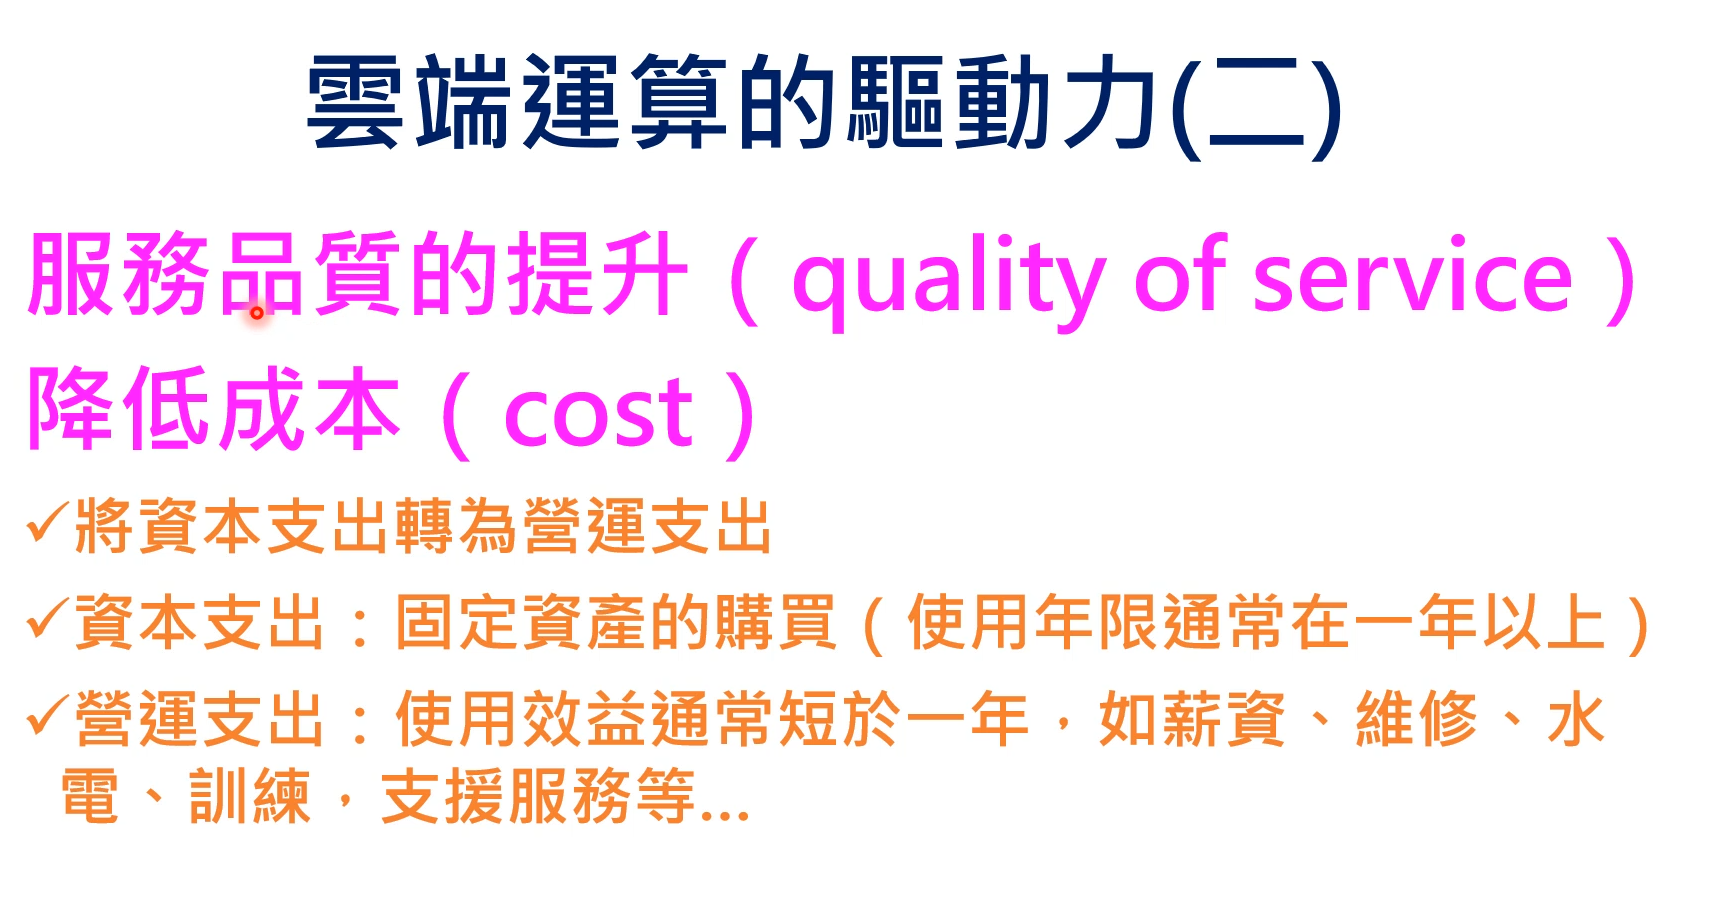 雲端運算的驅動力(二)
服務品質的提升（quality of service）
降低成本（cost）
✓將資本支出轉為營運支出
✓資本支出：固定資產的購買（使用年限通常在一年以上）
✓營運支出：使用效益通常短於一年，如薪資、維修、水
電、訓練，支援服務等...